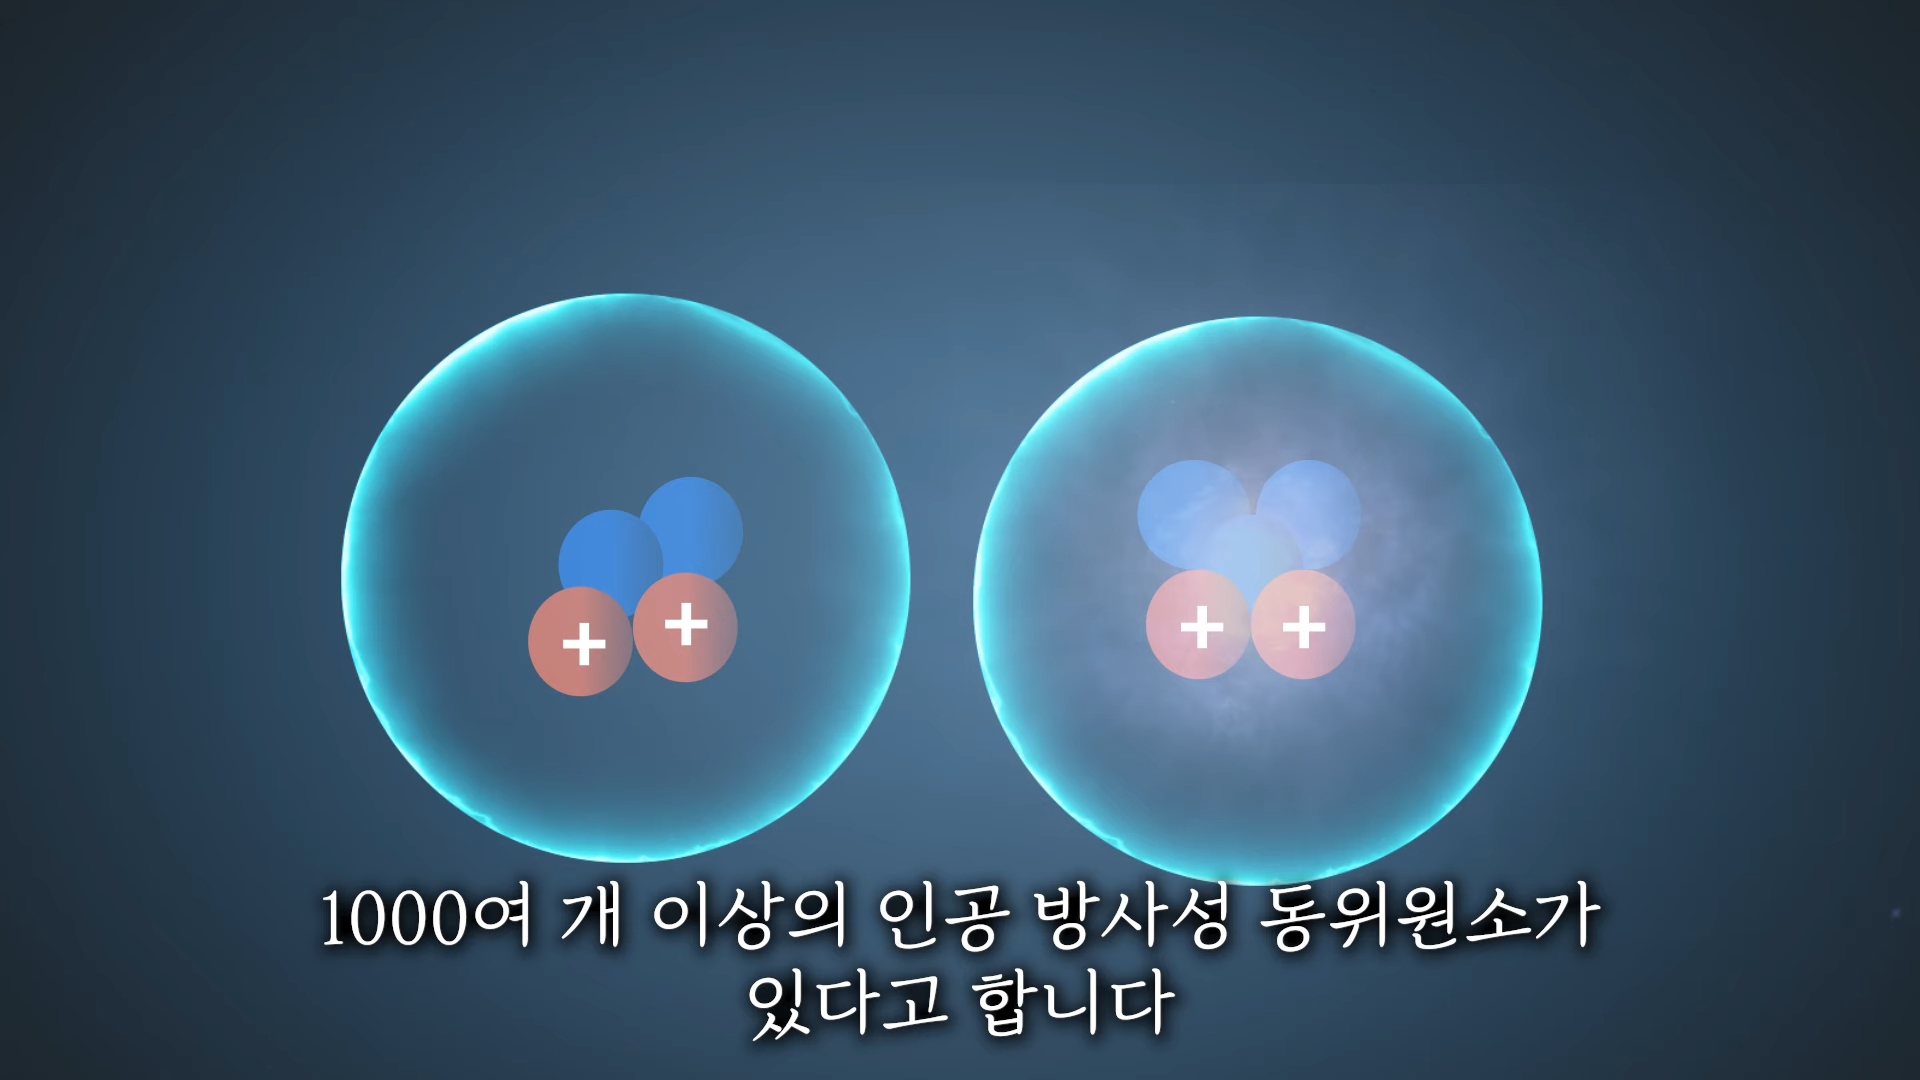 + +
+ +
1000여 개 이상의 인공 방사성 동위원소가
있다고 합니다